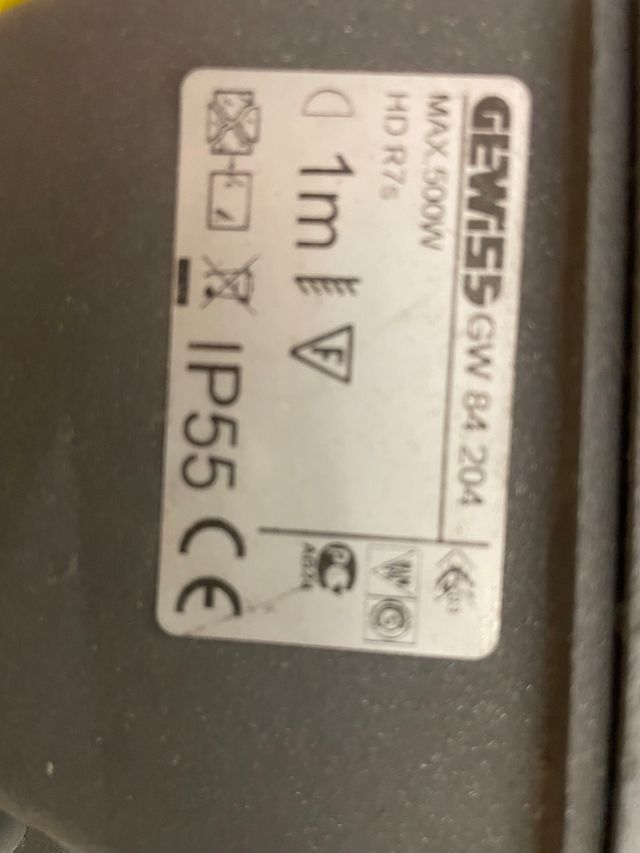 GEWISS GW 84 204
MAX.500W
HD R7s
1m F
IP55 CE